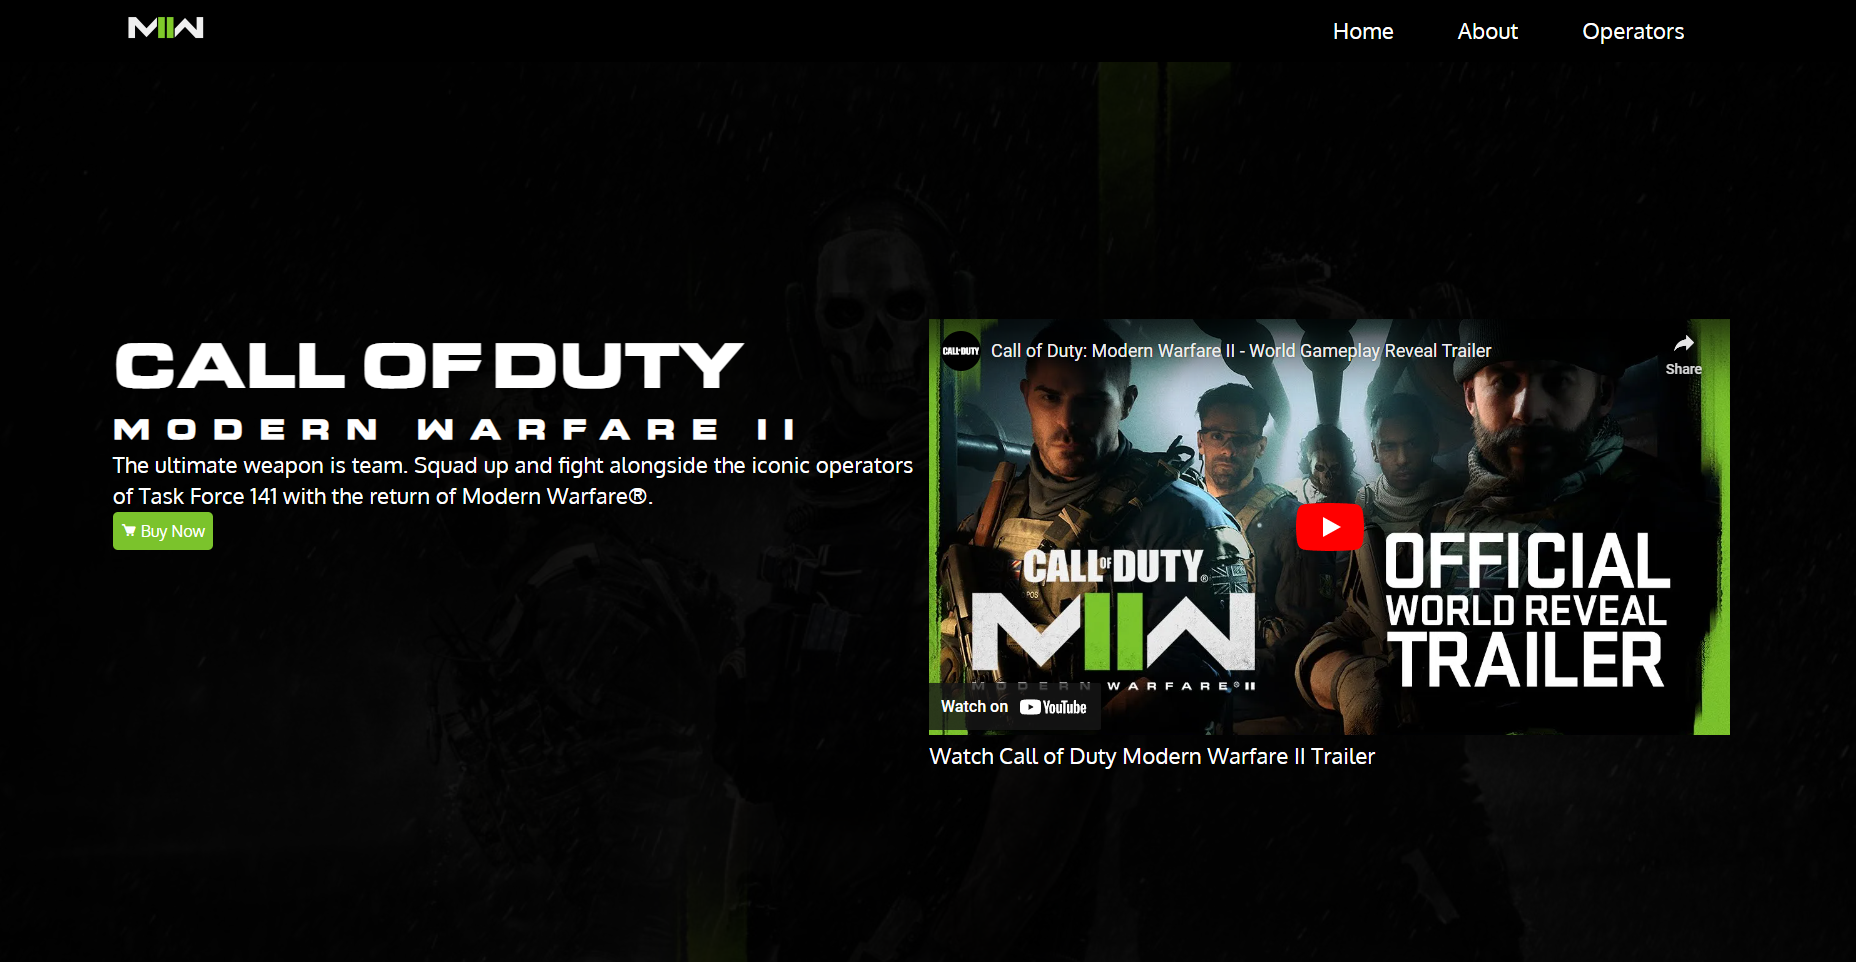 MIIW
Home
About
Operators
CALL OF DUTY
MODERN WARFARE II
The ultimate weapon is team. Squad up and fight alongside the iconic operators
of Task Force 141 with the return of Modern Warfare®.
Buy Now
CALL OF DUTY
Call of Duty: Modern Warfare II - World Gameplay Reveal Trailer
Share
CALL OF DUTY®
POS
MIIW
MODERN WARFARE® II
OFFICIAL
WORLD REVEAL
TRAILER
Watch on YouTube
Watch Call of Duty Modern Warfare II Trailer